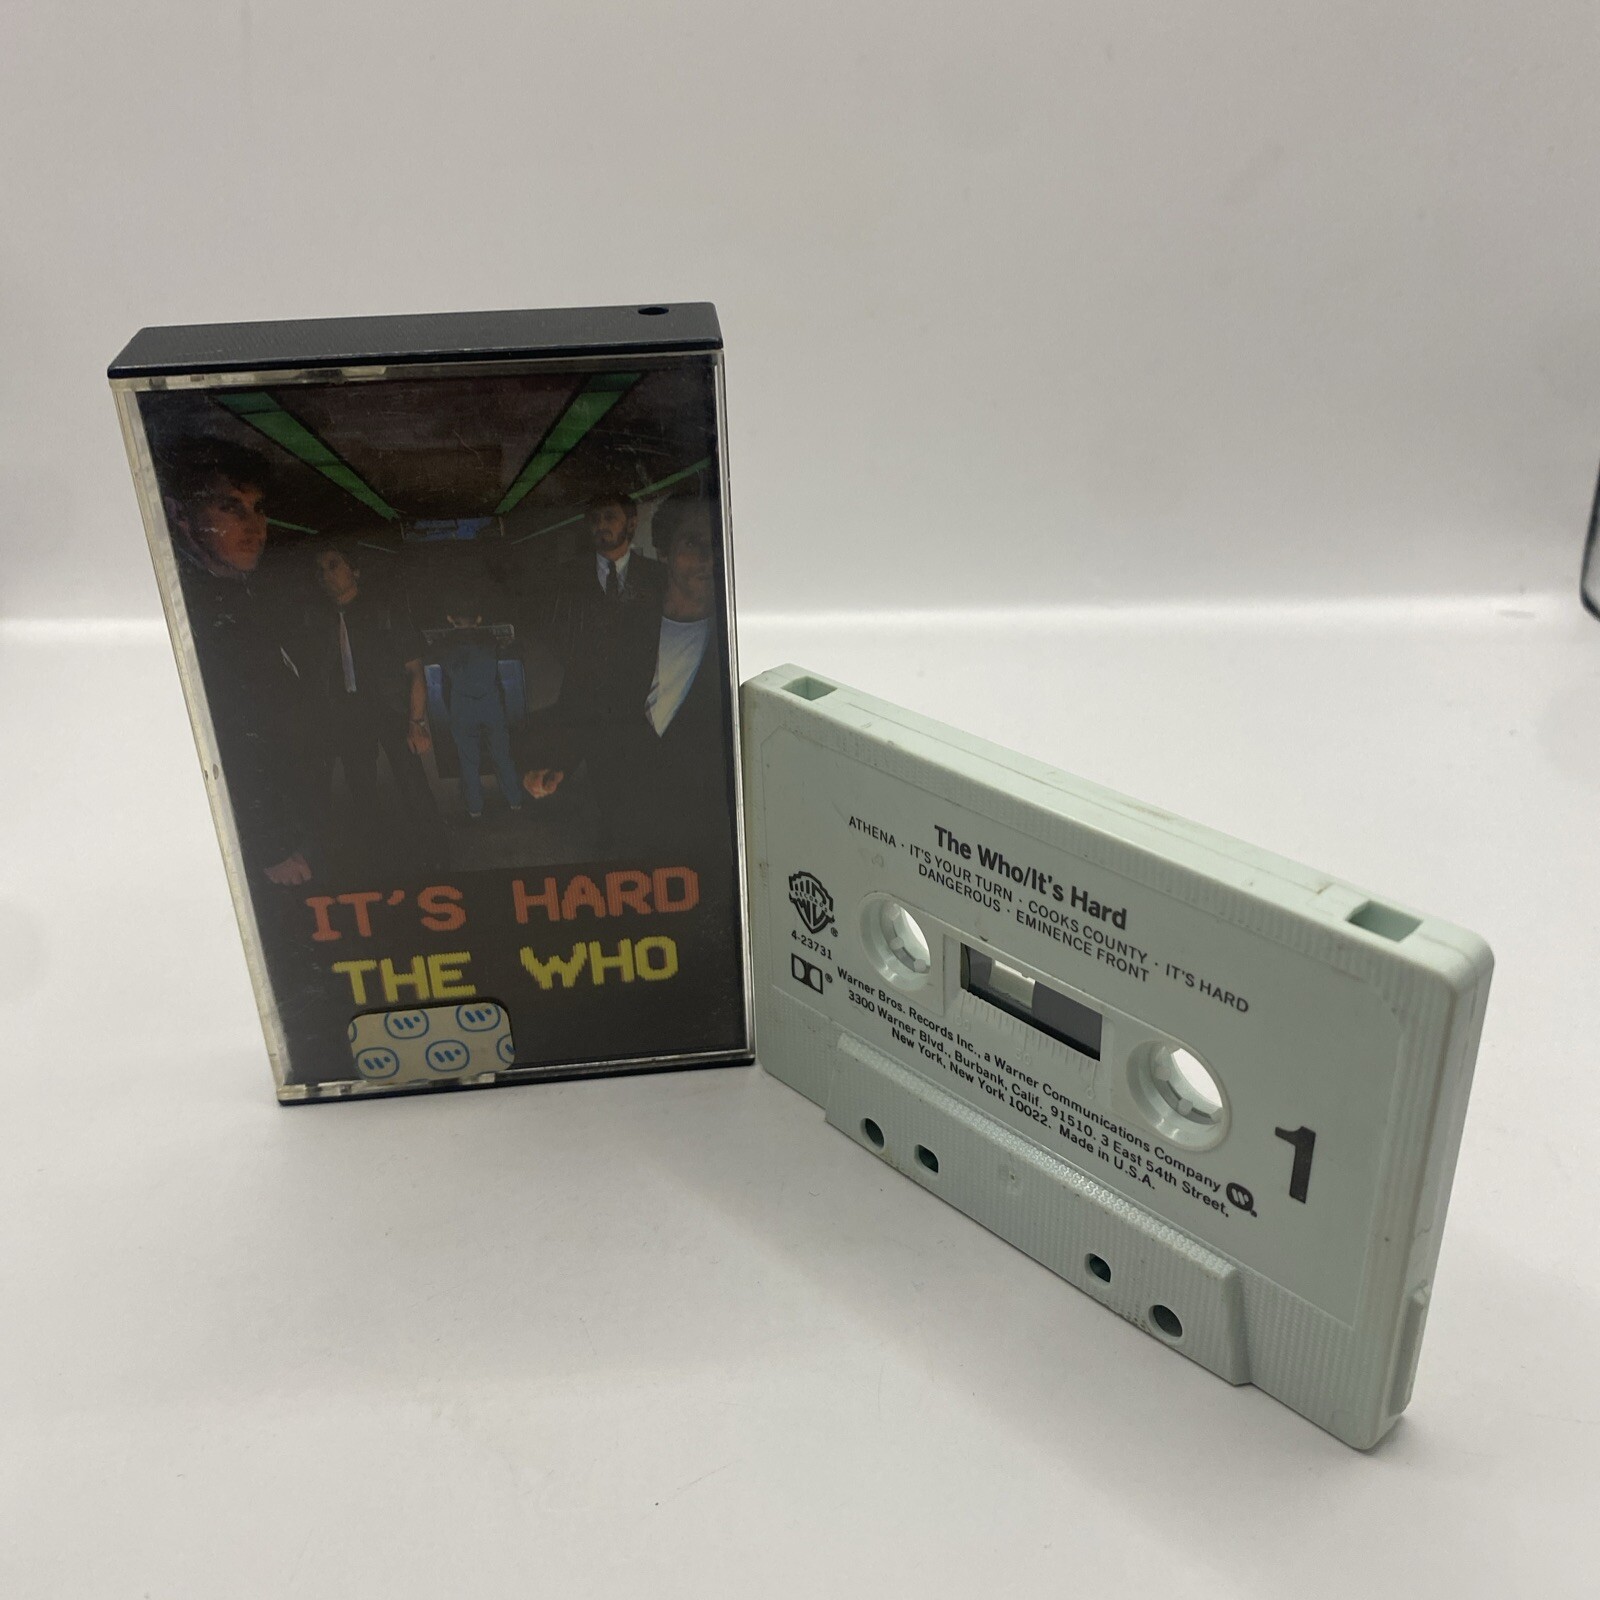 IT'S HARD
THE WHO
The Who/It's Hard
ATHENA · IT'S YOUR TURN · COOKS COUNTY · IT'S HARD
DANGEROUS · EMINENCE FRONT
®
4-23731
®
Warner Bros. Records Inc., a Warner Communications Company
3300 Warner Blvd., Burbank, Calif. 91510. 3 East 54th Street,
New York, New York 10022. Made in U.S.A.
1